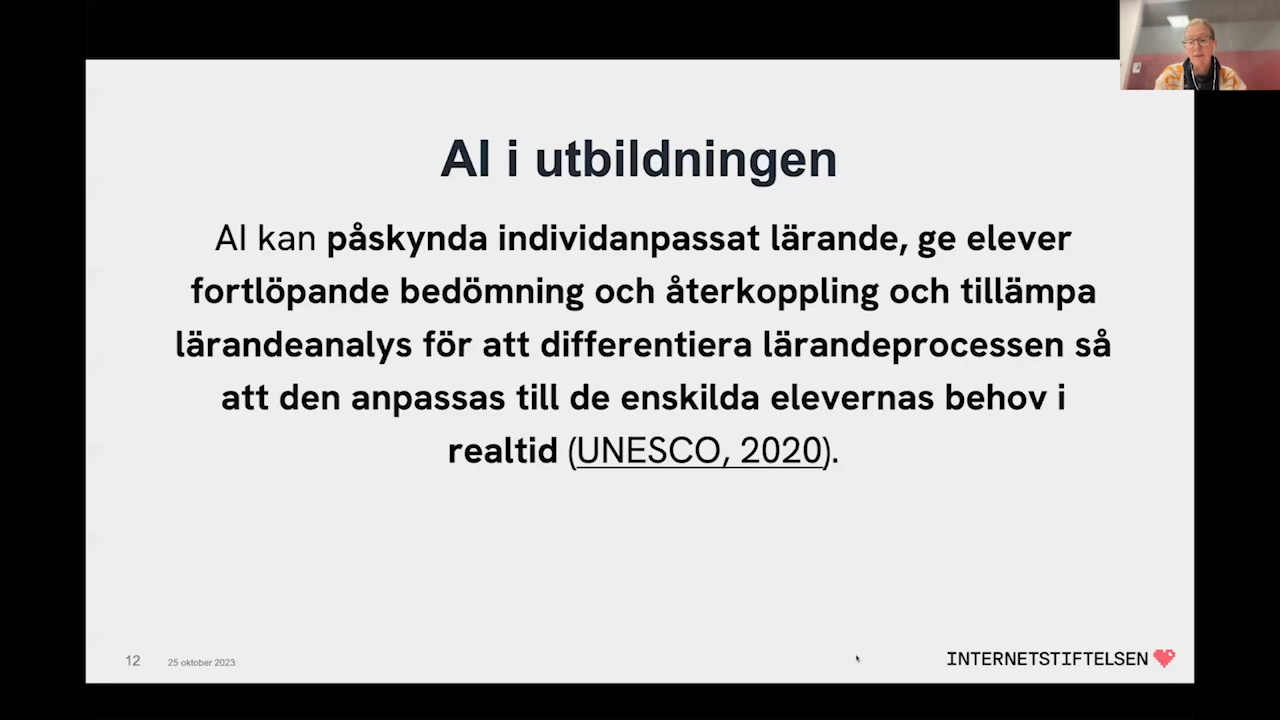 AI i utbildningen
AI kan påskynda individanpassat lärande, ge elever
fortlöpande bedömning och återkoppling och tillämpa
lärandeanalys för att differentiera lärandeprocessen så
att den anpassas till de enskilda elevernas behov i
realtid (UNESCO, 2020).
12
25 oktober 2023
INTERNETSTIFTELSEN